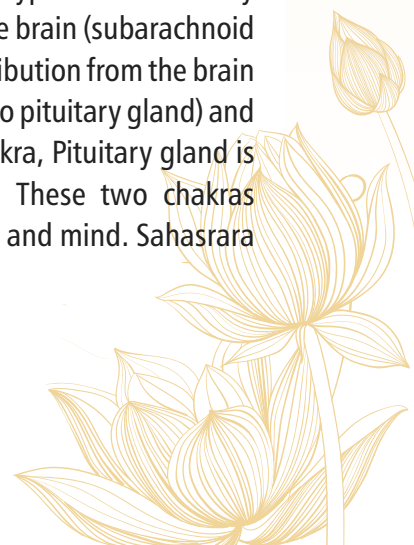 e brain (subarachnoid
ibution from the brain
o pituitary gland) and
kra, Pituitary gland is
These two chakras
and mind. Sahasrara